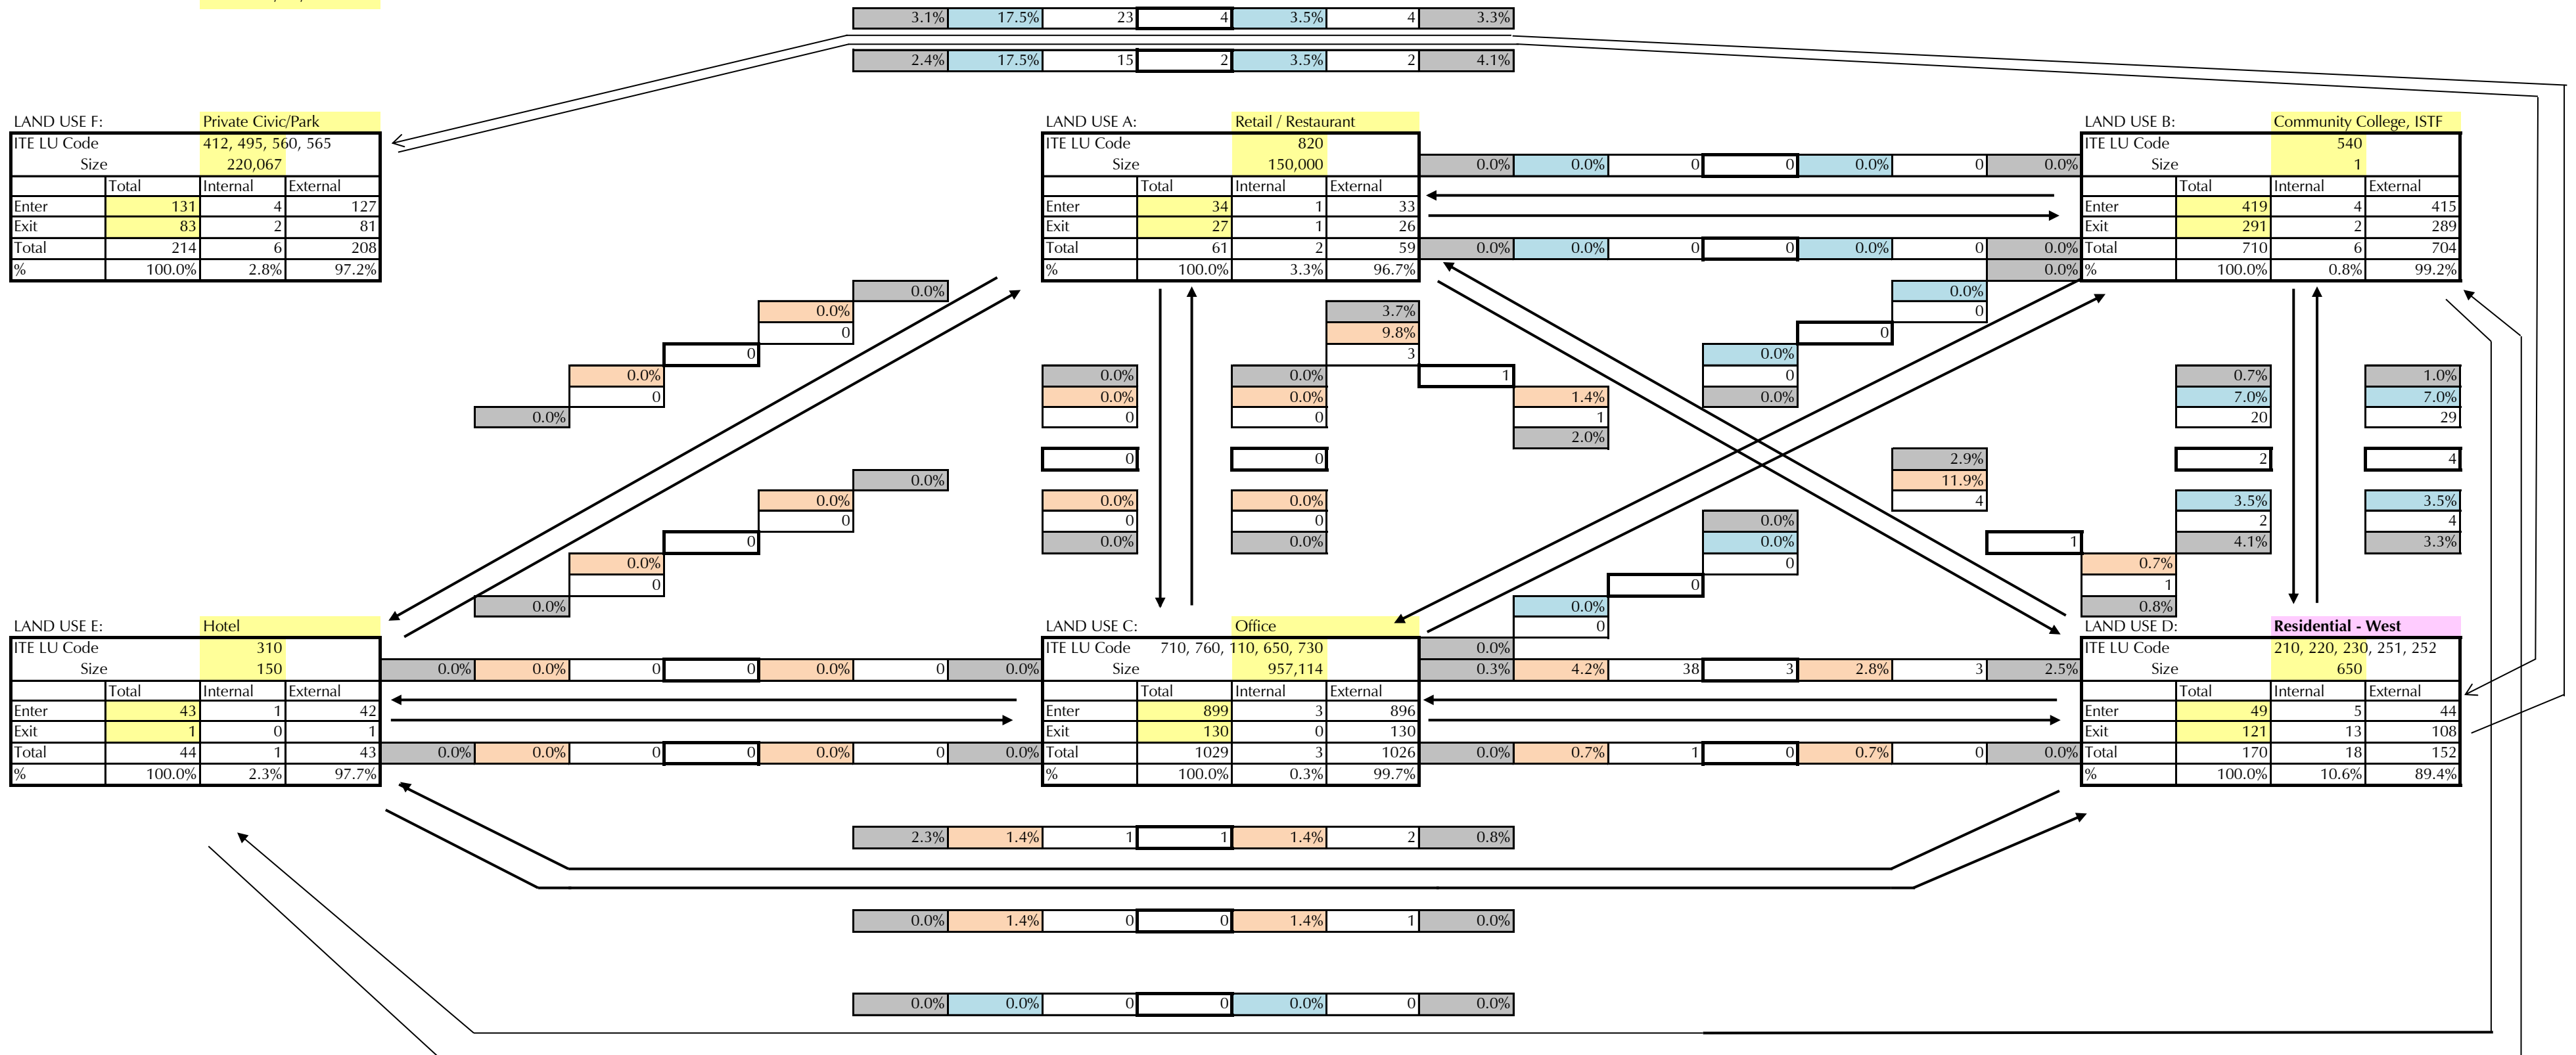 3.1% 17.5% 23 4 3.5% 4 3.3%
2.4% 17.5% 15 2 3.5% 2 4.1%
LAND USE F: Private Civic/Park
ITE LU Code 412, 495, 560, 565
Size 220,067
Total Internal External
Enter 131 4 127
Exit 83 2 81
Total 214 6 208
% 100.0% 2.8% 97.2%
LAND USE A: Retail / Restaurant
ITE LU Code 820
Size 150,000
Total Internal External
Enter 34 1 33
Exit 27 1 26
Total 61 2 59
% 100.0% 3.3% 96.7%
0.0% 0.0% 0 0 0.0% 0 0.0%
0.0% 0.0% 0 0 0.0% 0 0.0%
LAND USE B: Community College, ISTF
ITE LU Code 540
Size 1
Total Internal External
Enter 419 4 415
Exit 291 2 289
Total 710 6 704
% 100.0% 0.8% 99.2%
0.0%
0.0%
0.0%
0
0
0.0%
0
0.0%
0.0%
0.0%
0
0
0.0%
0
0.0%
0.0%
0.0%
0
0
0.0%
0
0.0%
0.0%
0.0%
0
0
0.0%
0
0.0%
3.7%
9.8%
3
1
1.4%
1
2.0%
0.0%
0.0%
0
0
0.0%
0
0.0%
2.9%
11.9%
4
1
0.7%
1
0.8%
0.0%
0.0%
0
0
0.0%
0
0.0%
0.7%
7.0%
20
2
3.5%
2
4.1%
1.0%
7.0%
29
4
3.5%
4
3.3%
LAND USE E: Hotel
ITE LU Code 310
Size 150
Total Internal External
Enter 43 1 42
Exit 1 0 1
Total 44 1 43
% 100.0% 2.3% 97.7%
0.0% 0.0% 0 0 0.0% 0 0.0%
0.0% 0.0% 0 0 0.0% 0 0.0%
LAND USE C: Office
ITE LU Code 710, 760, 110, 650, 730
Size 957,114
Total Internal External
Enter 899 3 896
Exit 130 0 130
Total 1029 3 1026
% 100.0% 0.3% 99.7%
0.3% 4.2% 38 3 2.8% 3 2.5%
0.0% 0.7% 1 0 0.7% 0 0.0%
LAND USE D: Residential - West
ITE LU Code 210, 220, 230, 251, 252
Size 650
Total Internal External
Enter 49 5 44
Exit 121 13 108
Total 170 18 152
% 100.0% 10.6% 89.4%
2.3% 1.4% 1 1 1.4% 2 0.8%
0.0% 1.4% 0 0 1.4% 1 0.0%
0.0% 0.0% 0 0 0.0% 0 0.0%